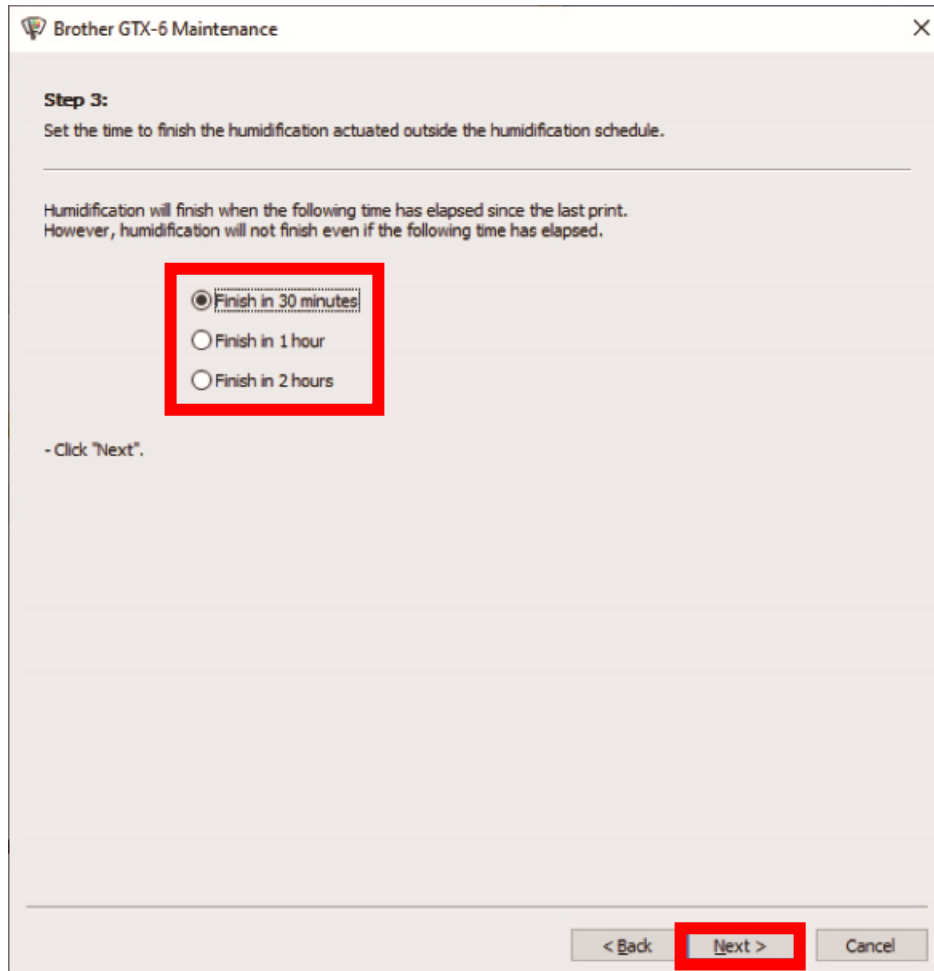 Brother GTX-6 Maintenance
Step 3:
Set the time to finish the humidification actuated outside the humidification schedule.
Humidification will finish when the following time has elapsed since the last print.
However, humidification will not finish even if the following time has elapsed.
Finish in 30 minutes
Finish in 1 hour
Finish in 2 hours
- Click "Next".
< Back Next > Cancel